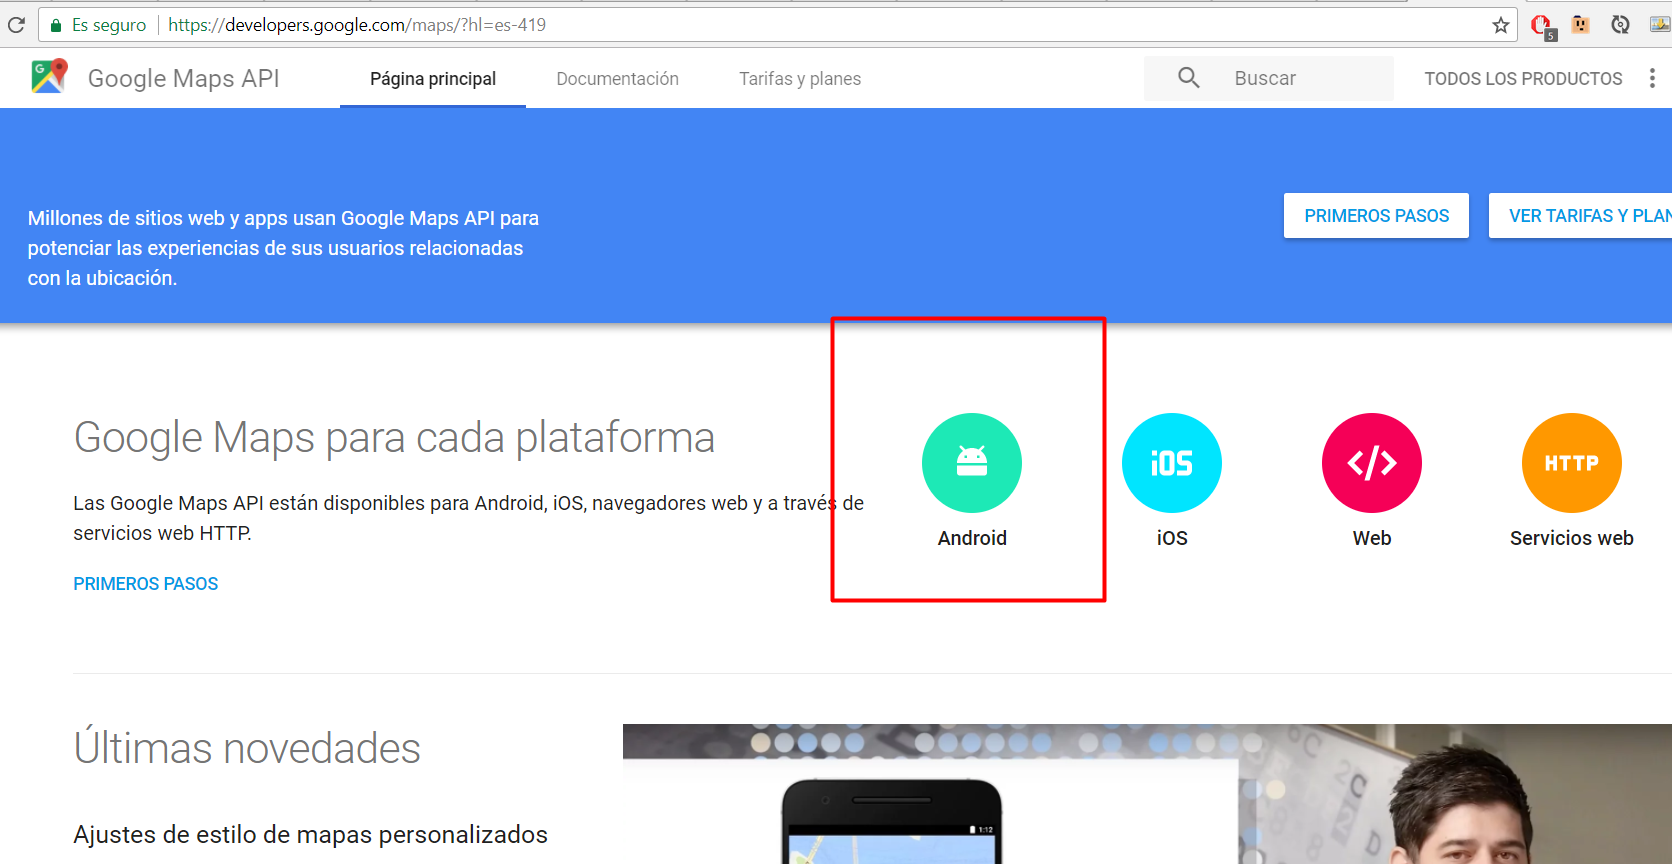 Es seguro https://developers.google.com/maps/?hl=es-419
5
G
Google Maps API Página principal Documentación Tarifas y planes Buscar TODOS LOS PRODUCTOS
Millones de sitios web y apps usan Google Maps API para
potenciar las experiencias de sus usuarios relacionadas
con la ubicación.
PRIMEROS PASOS VER TARIFAS Y PLAN
Google Maps para cada plataforma
Las Google Maps API están disponibles para Android, iOS, navegadores web y a través de
servicios web HTTP.
PRIMEROS PASOS
iOS </> HTTP
Android iOS Web Servicios web
Últimas novedades
Ajustes de estilo de mapas personalizados
1:12